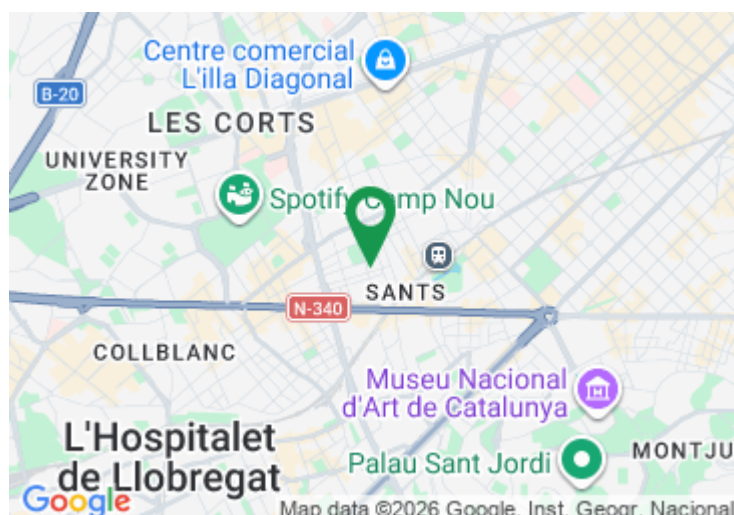 Centre comercial
L'illa Diagonal
B-20
LES CORTS
UNIVERSITY
ZONE
Spotify Camp Nou
SANTS
N-340
COLLBLANC
Museu Nacional
d'Art de Catalunya
L'Hospitalet
de Llobregat
Palau Sant Jordi
MONTJU
Google
Map data ©2026 Google, Inst. Geogr. Nacional